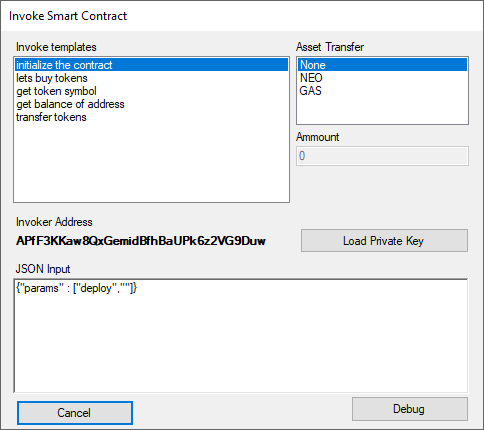 Invoke Smart Contract
Invoke templates
initialize the contract
lets buy tokens
get token symbol
get balance of address
transfer tokens
Asset Transfer
None
NEO
GAS
Ammount
0
Invoker Address
APfF3KKaw8QxGemidBfhBaUPk6z2VG9Duw
Load Private Key
JSON Input
{"params" : ["deploy",""]}
Cancel
Debug